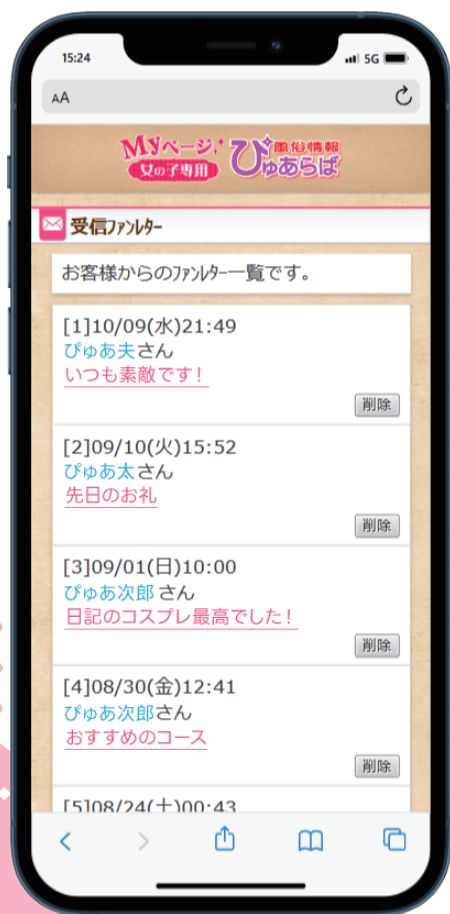 15:24
5G
AA
Myページ
女の子専用
風俗情報
ぴゅあらば
受信ファンレター
お客様からのファンレター一覧です。
[1]10/09(水)21:49
ぴゅあ夫さん
いつも素敵です!
削除
[2]09/10(火)15:52
ぴゅあ太さん
先日のお礼
削除
[3]09/01(日)10:00
ぴゅあ次郎 さん
日記のコスプレ最高でした!
削除
[4]08/30(金)12:41
ぴゅあ次郎さん
おすすめのコース
削除
[5]08/24(土)00:43